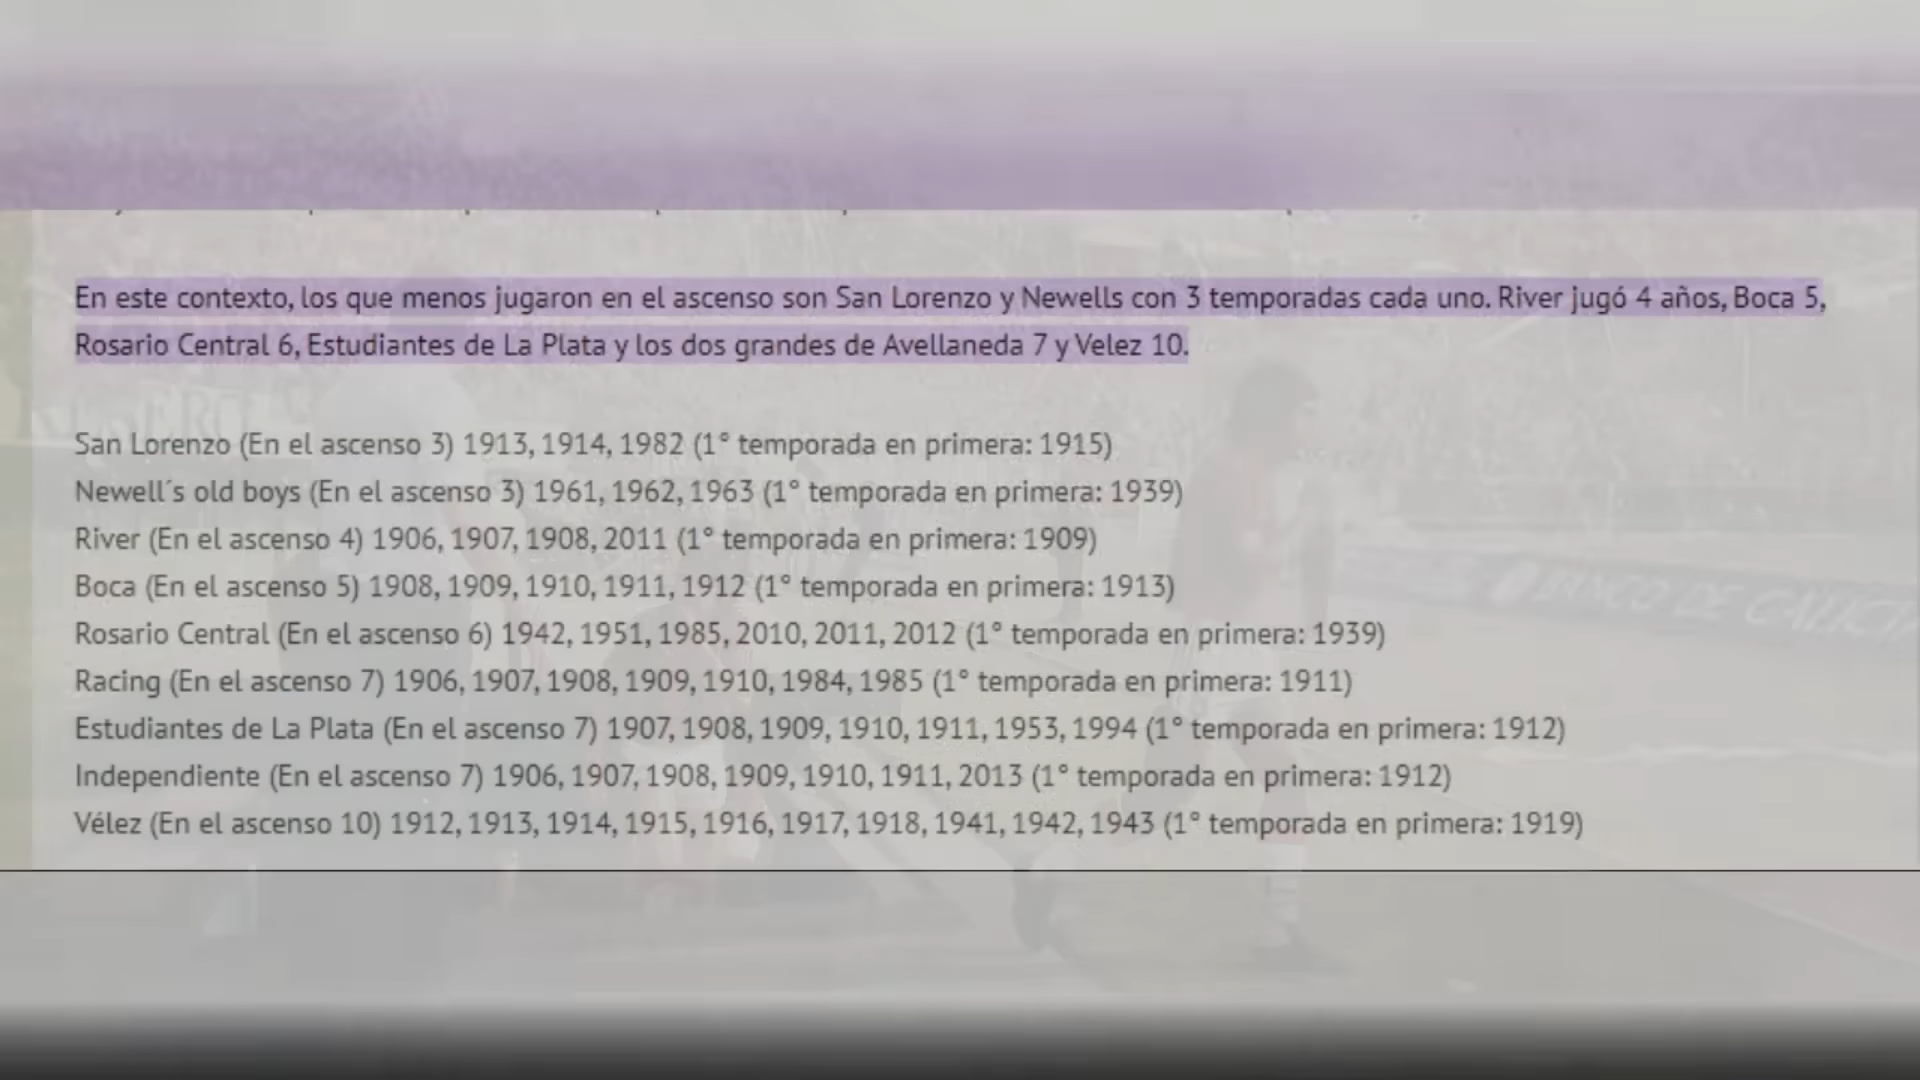 En este contexto, los que menos jugaron en el ascenso son San Lorenzo y Newells con 3 temporadas cada uno. River jugó 4 años, Boca 5,
Rosario Central 6, Estudiantes de La Plata y los dos grandes de Avellaneda 7 y Velez 10.
San Lorenzo (En el ascenso 3) 1913, 1914, 1982 (1° temporada en primera: 1915)
Newell´s old boys (En el ascenso 3) 1961, 1962, 1963 (1° temporada en primera: 1939)
River (En el ascenso 4) 1906, 1907, 1908, 2011 (1° temporada en primera: 1909)
Boca (En el ascenso 5) 1908, 1909, 1910, 1911, 1912 (1° temporada en primera: 1913)
Rosario Central (En el ascenso 6) 1942, 1951, 1985, 2010, 2011, 2012 (1° temporada en primera: 1939)
Racing (En el ascenso 7) 1906, 1907, 1908, 1909, 1910, 1984, 1985 (1° temporada en primera: 1911)
Estudiantes de La Plata (En el ascenso 7) 1907, 1908, 1909, 1910, 1911, 1953, 1994 (1° temporada en primera: 1912)
Independiente (En el ascenso 7) 1906, 1907, 1908, 1909, 1910, 1911, 2013 (1° temporada en primera: 1912)
Vélez (En el ascenso 10) 1912, 1913, 1914, 1915, 1916, 1917, 1918, 1941, 1942, 1943 (1° temporada en primera: 1919)
BANCO DE GALICIA